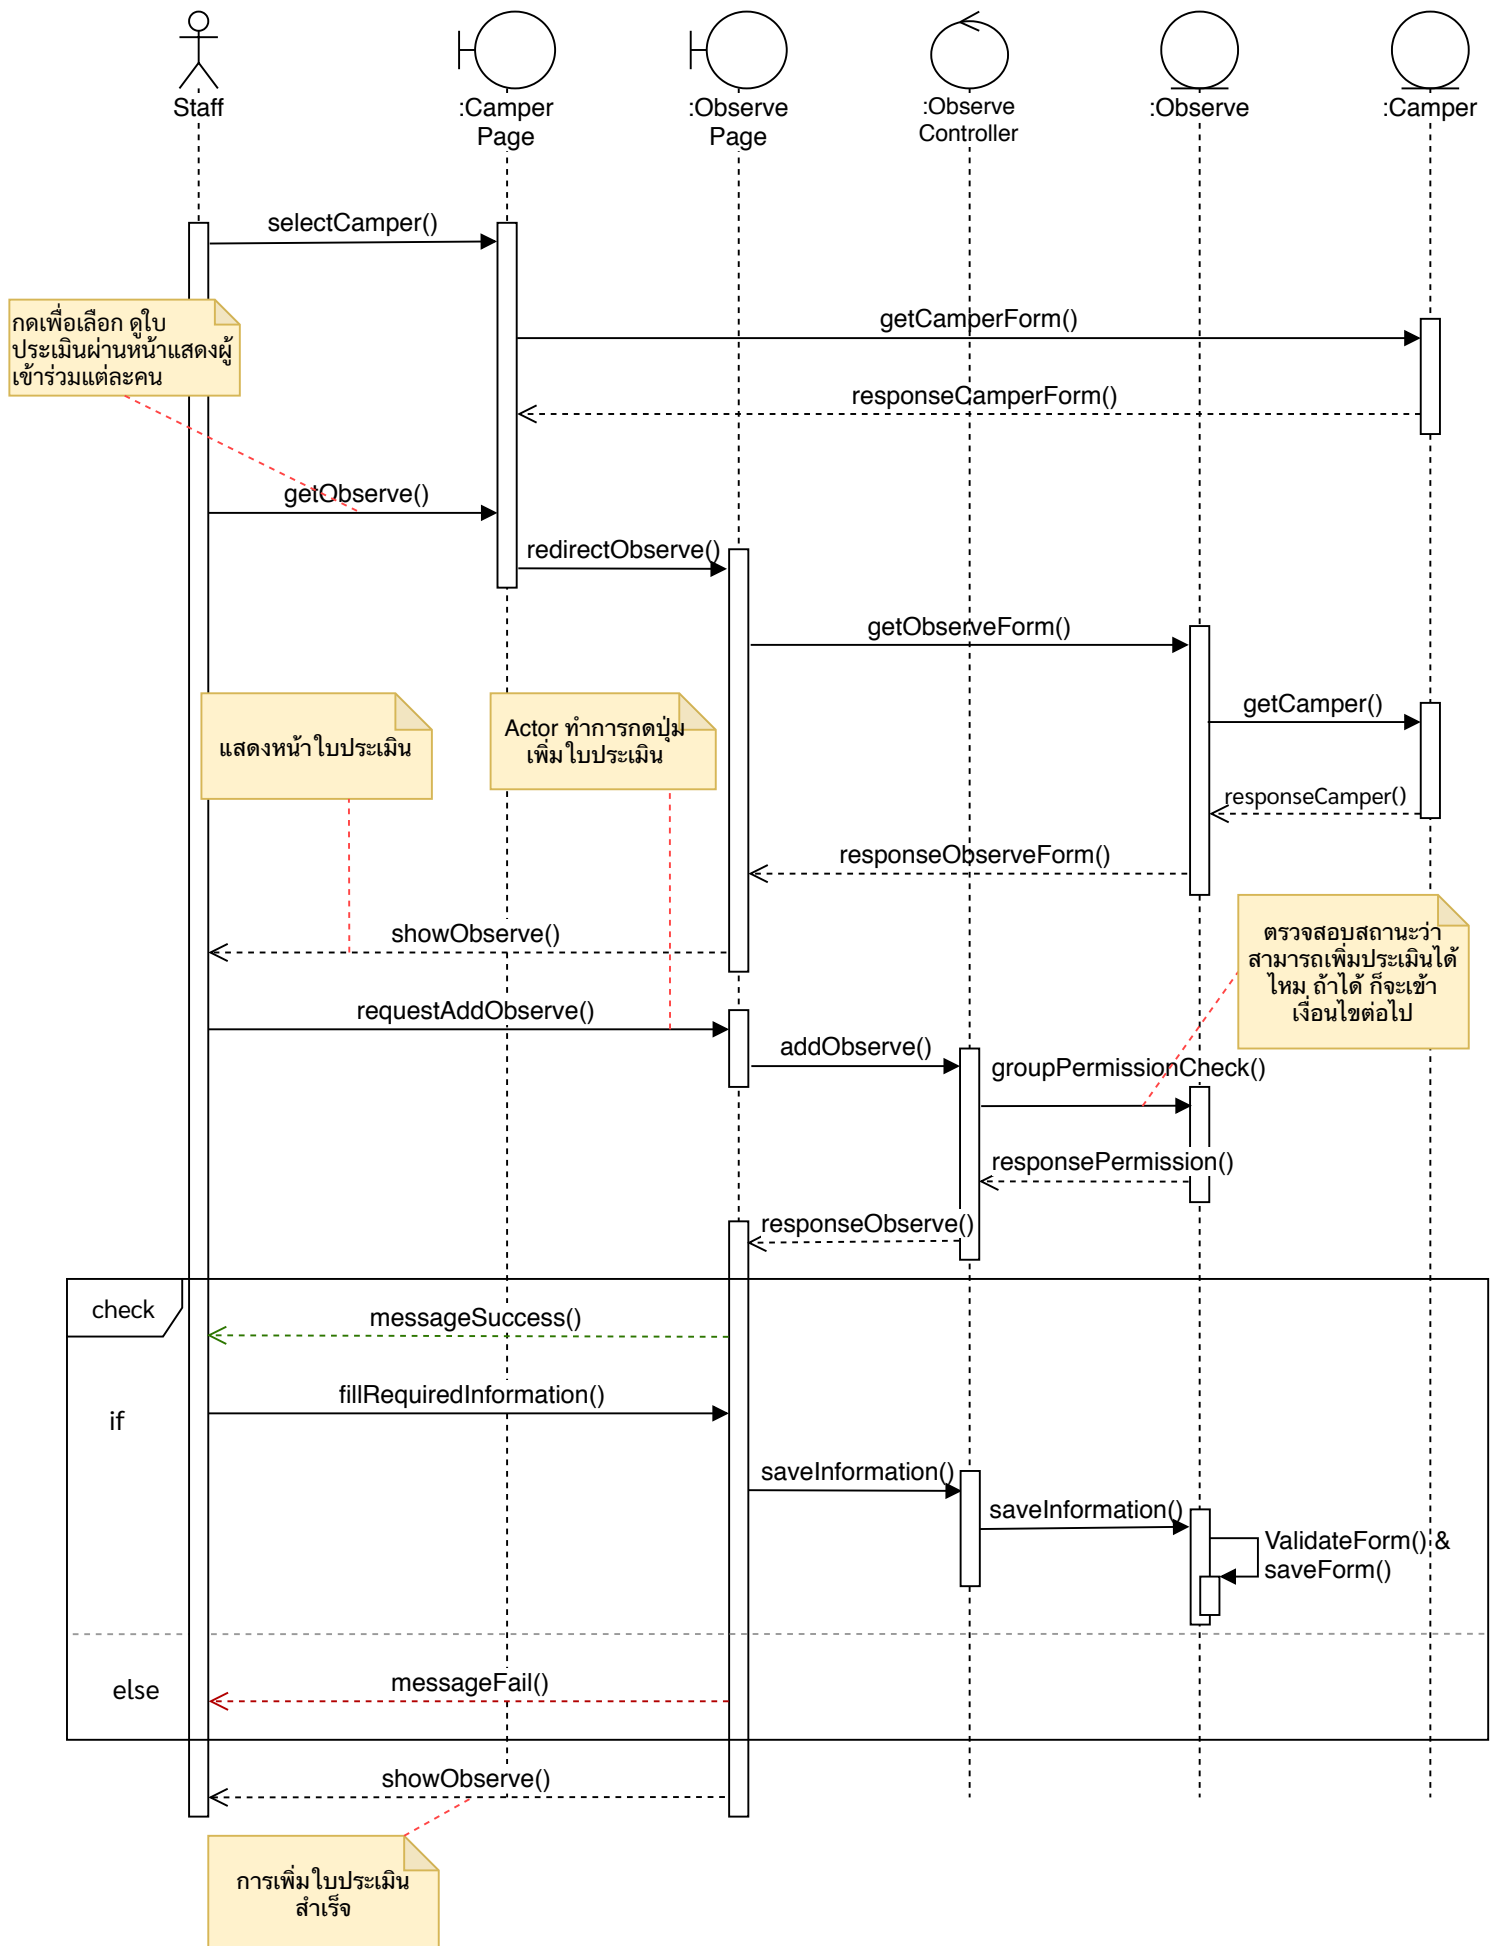 Staff
:Camper
Page
:Observe
Page
:Observe
Controller
:Observe
:Camper
selectCamper()
กดเพื่อเลือก ดูใบ
ประเมินผ่านหน้าแสดงผู้
เข้าร่วมแต่ละคน
getCamperForm()
responseCamperForm()
getObserve()
redirectObserve()
getObserveForm()
แสดงหน้าใบประเมิน
Actor ทำการกดปุ่ม
เพิ่มใบประเมิน
getCamper()
responseCamper()
responseObserveForm()
showObserve()
ตรวจสอบสถานะว่า
สามารถเพิ่มประเมินได้
ไหม ถ้าได้ ก็จะเข้า
เงื่อนไขต่อไป
requestAddObserve()
addObserve()
groupPermissionCheck()
responsePermission()
responseObserve()
check
messageSuccess()
fillRequiredInformation()
if
saveInformation()
saveInformation()
ValidateForm() &
saveForm()
else
messageFail()
showObserve()
การเพิ่มใบประเมิน
สำเร็จ